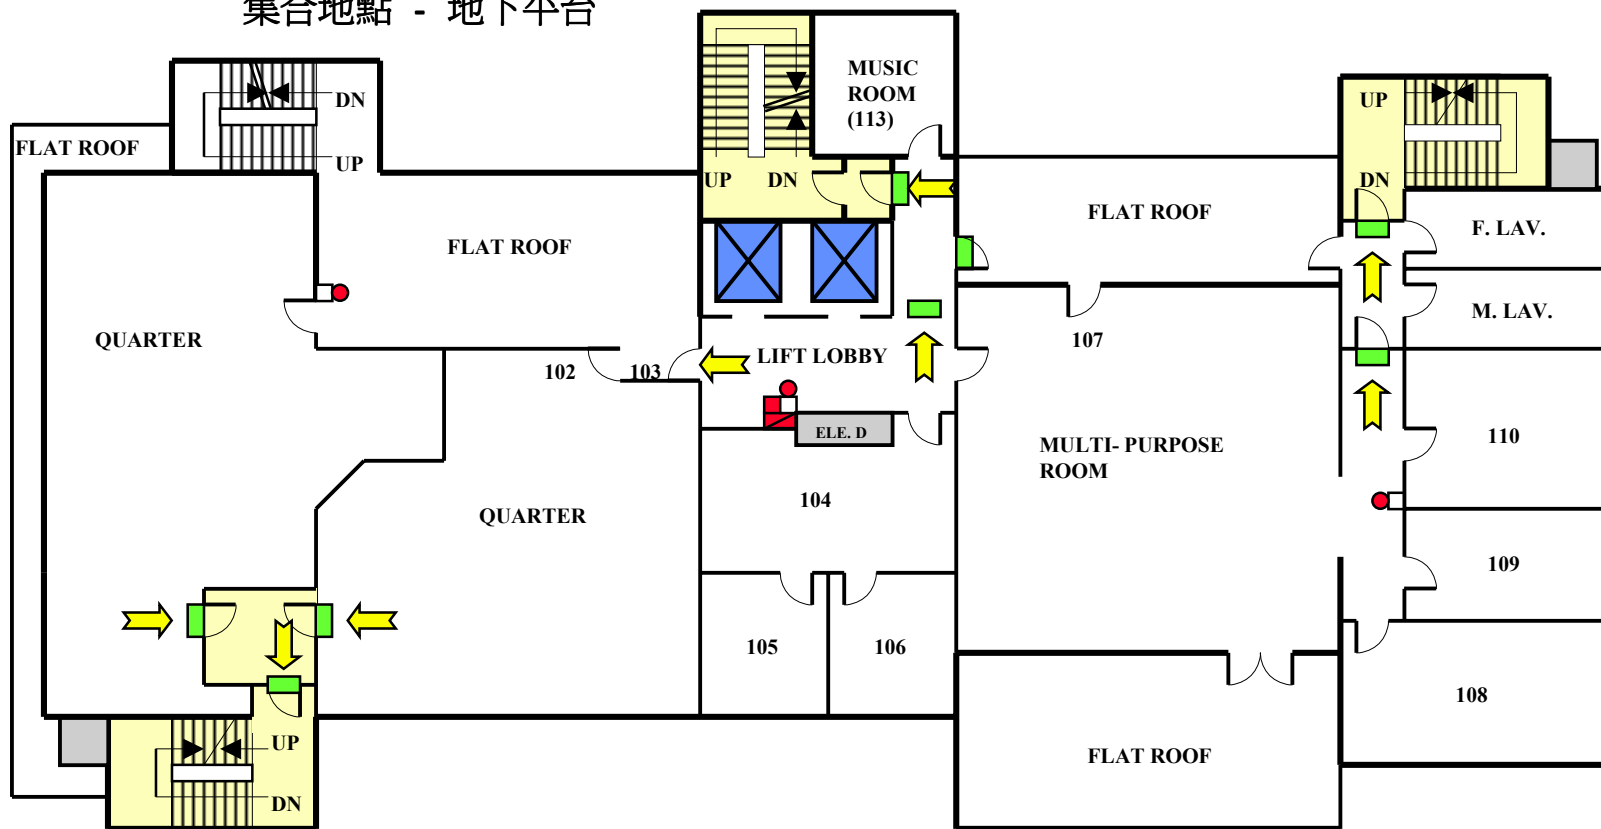 集合地點 - 地下平台
MUSIC
ROOM
(113)
DN
UP
UP
FLAT ROOF
UP
DN
DN
FLAT ROOF
F. LAV.
FLAT ROOF
M. LAV.
QUARTER
107
LIFT LOBBY
102
103
ELE. D
110
MULTI- PURPOSE
ROOM
104
QUARTER
109
105
106
108
UP
FLAT ROOF
DN